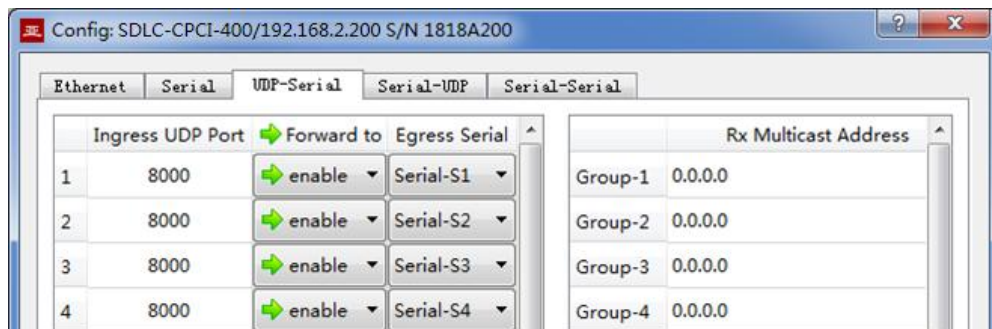 亚 Config: SDLC-CPCI-400/192.168.2.200 S/N 1818A200 ? X
Ethernet Serial UDP-Serial Serial-UDP Serial-Serial
Ingress UDP Port Forward to Egress Serial Rx Multicast Address
1 8000 enable Serial-S1 Group-1 0.0.0.0
2 8000 enable Serial-S2 Group-2 0.0.0.0
3 8000 enable Serial-S3 Group-3 0.0.0.0
4 8000 enable Serial-S4 Group-4 0.0.0.0